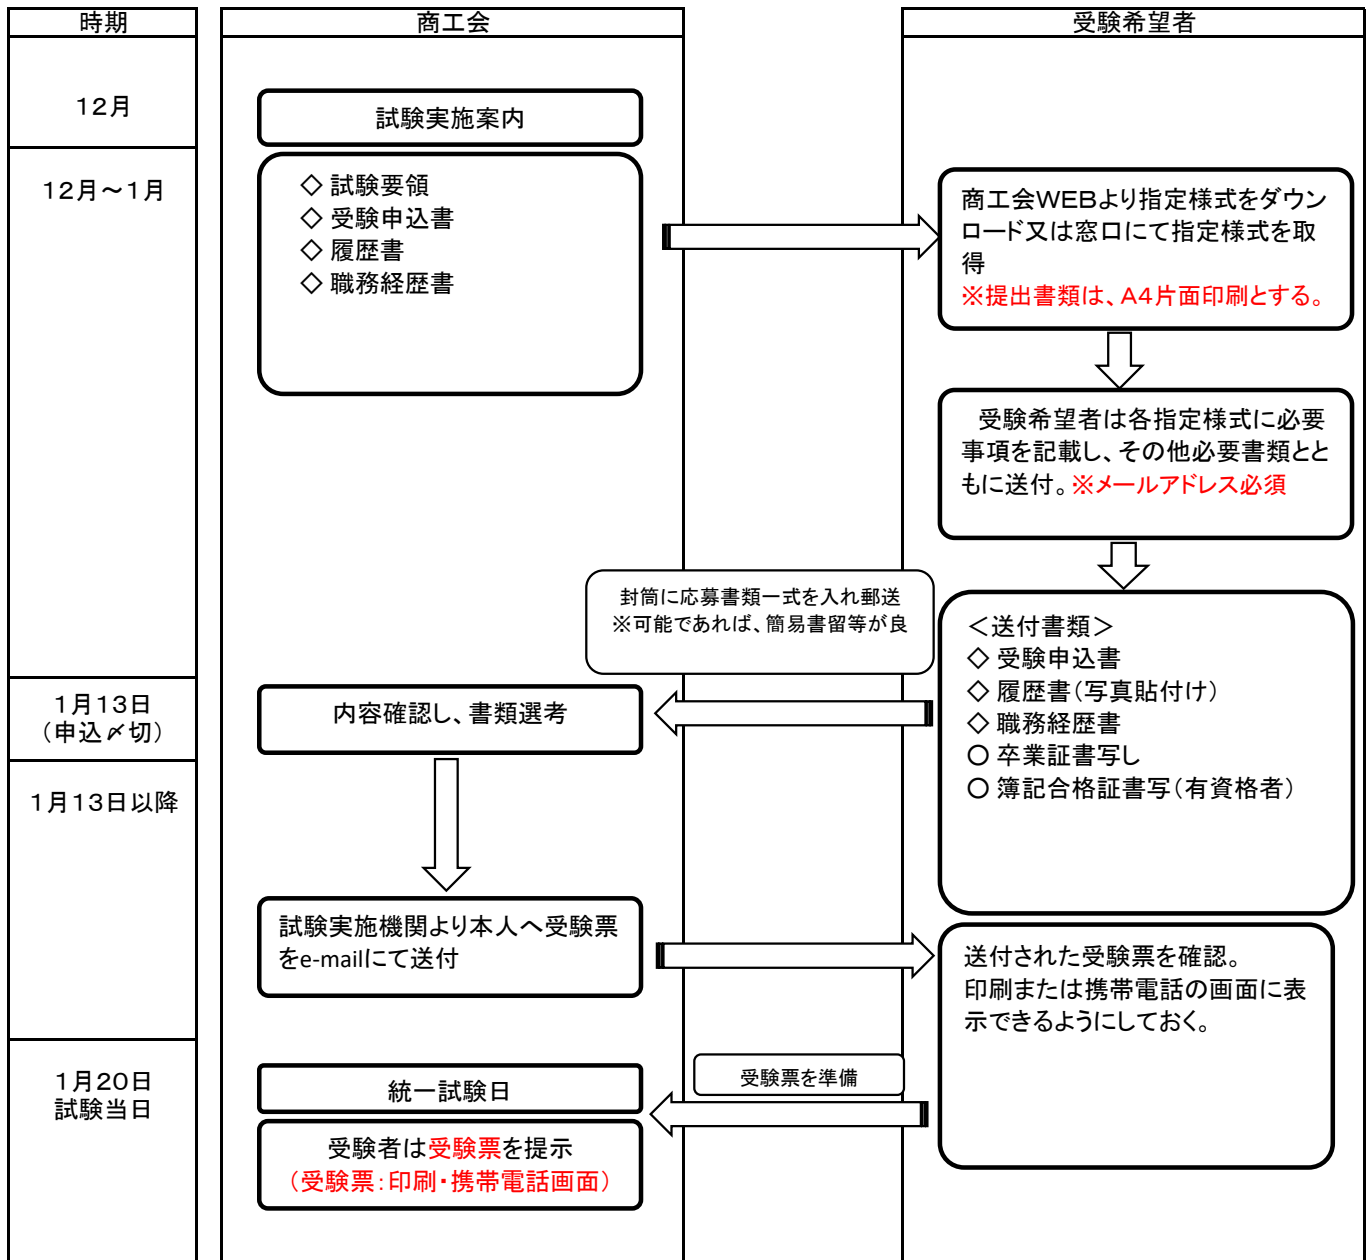 時期
商工会
受験希望者
12月
試験実施案内
12月～1月
◇ 試験要領
◇ 受験申込書
◇ 履歴書
◇ 職務経歴書
商工会WEBより指定様式をダウン
ロード又は窓口にて指定様式を取
得
※提出書類は、A4片面印刷とする。
受験希望者は各指定様式に必要
事項を記載し、その他必要書類とと
もに送付。※メールアドレス必須
封筒に応募書類一式を入れ郵送
※可能であれば、簡易書留等が良
＜送付書類＞
◇ 受験申込書
◇ 履歴書（写真貼付け）
◇ 職務経歴書
○ 卒業証書写し
○ 簿記合格証書写（有資格者）
1月13日
（申込〆切）
内容確認し、書類選考
1月13日以降
試験実施機関より本人へ受験票
をe-mailにて送付
送付された受験票を確認。
印刷または携帯電話の画面に表
示できるようにしておく。
1月20日
試験当日
統一試験日
受験票を準備
受験者は受験票を提示
（受験票：印刷・携帯電話画面）